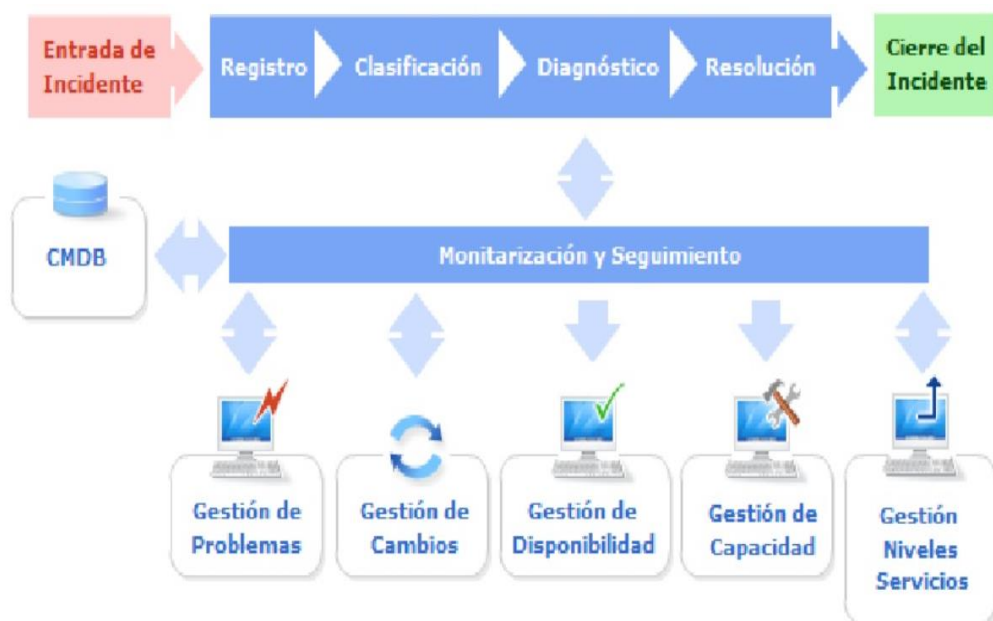 Entrada de
Incidente
Registro
Clasificación
Diagnóstico
Resolución
Cierre del
Incidente
CMDB
Monitarización y Seguimiento
Gestión de
Problemas
Gestión de
Cambios
Gestión de
Disponibilidad
Gestión de
Capacidad
Gestión
Niveles
Servicios